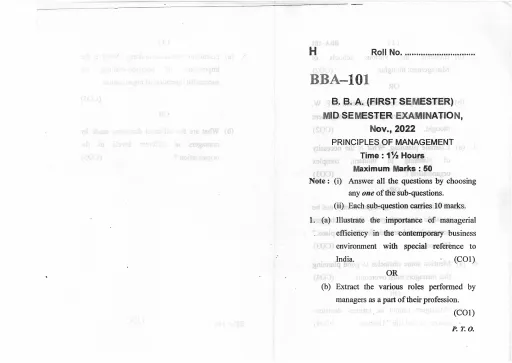 H Roll No. ..............................
BBA–101
B. B. A. (FIRST SEMESTER)
MID SEMESTER EXAMINATION,
Nov., 2022
PRINCIPLES OF MANAGEMENT
Time : 1½ Hours
Maximum Marks : 50
Note : (i) Answer all the questions by choosing
any one of the sub-questions.
(ii) Each sub-question carries 10 marks.
1. (a) Illustrate the importance of managerial
efficiency in the contemporary business
environment with special reference to
India. (CO1)
OR
(b) Extract the various roles performed by
managers as a part of their profession.
(CO1)
P. T. O.